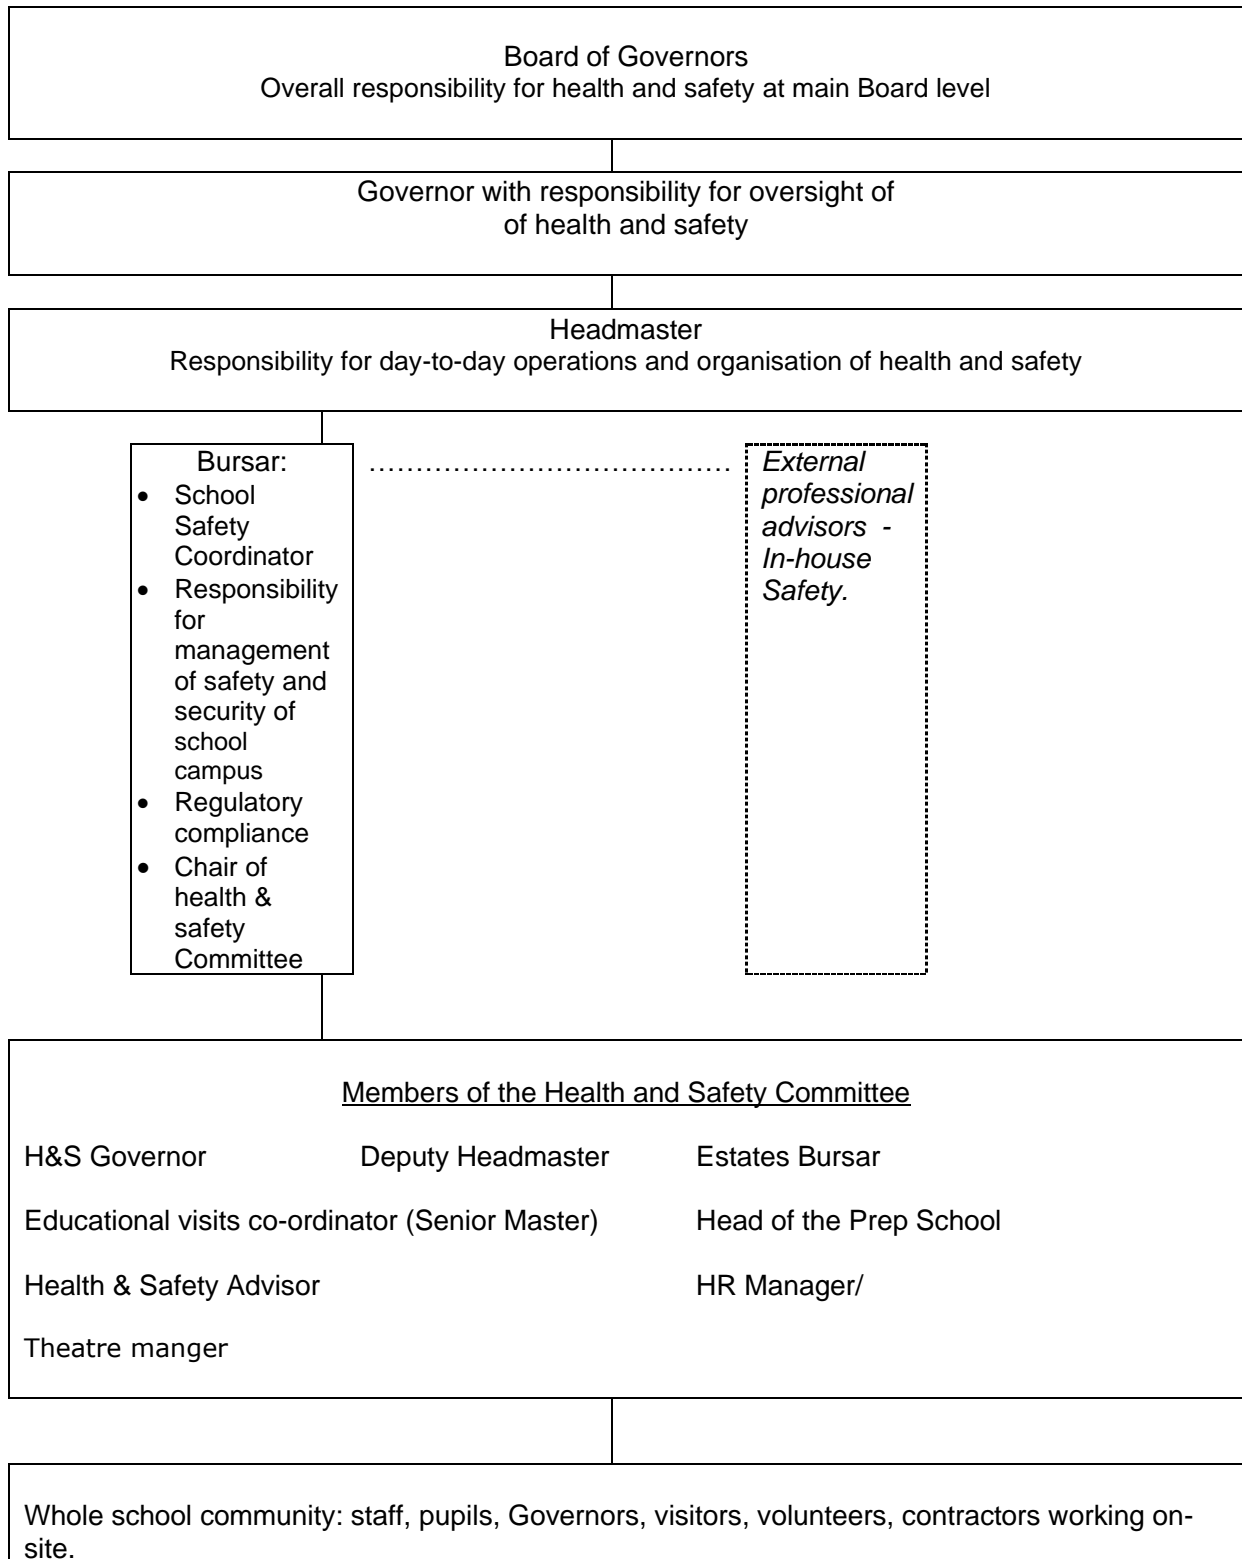 Board of Governors
Overall responsibility for health and safety at main Board level
Governor with responsibility for oversight of
of health and safety
Headmaster
Responsibility for day-to-day operations and organisation of health and safety
Bursar:
• School
Safety
Coordinator
• Responsibility
for
management
of safety and
security of
school
campus
• Regulatory
compliance
• Chair of
health &
safety
Committee
…………………………………
External
professional
advisors -
In-house
Safety.
Members of the Health and Safety Committee
H&S Governor Deputy Headmaster Estates Bursar
Educational visits co-ordinator (Senior Master) Head of the Prep School
Health & Safety Advisor HR Manager/
Theatre manger
Whole school community: staff, pupils, Governors, visitors, volunteers, contractors working on-
site.